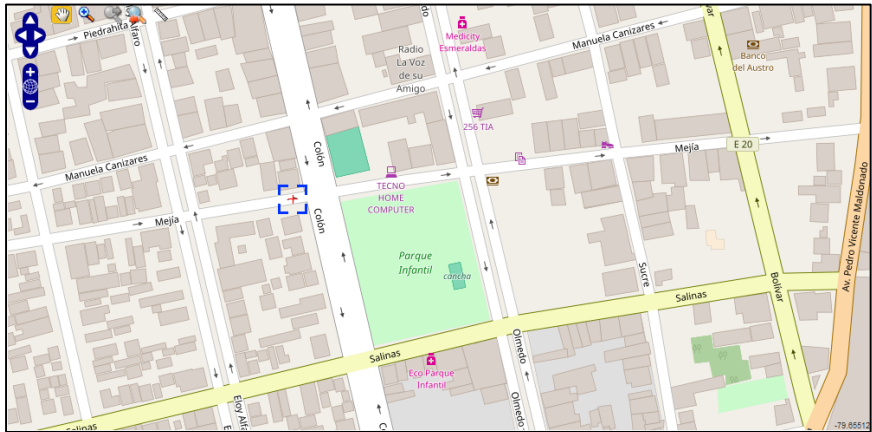 Piedrahita
Alfaro
Radio
La Voz
de su
Amigo
Medicity
Esmeraldas
Manuela Canizares
Bolívar
Banco
del Austro
256 TIA
Colón
Mejía
E 20
Manuela Canizares
TECNO
HOME
COMPUTER
Mejía
Colón
Parque
Infantil
cancha
Sucre
Salinas
Bolívar
Av. Pedro Vicente Maldonado
Olmedo
Salinas
Eco Parque
Infantil
Eloy Alfa
Olmedo
Salinas
-79.65512